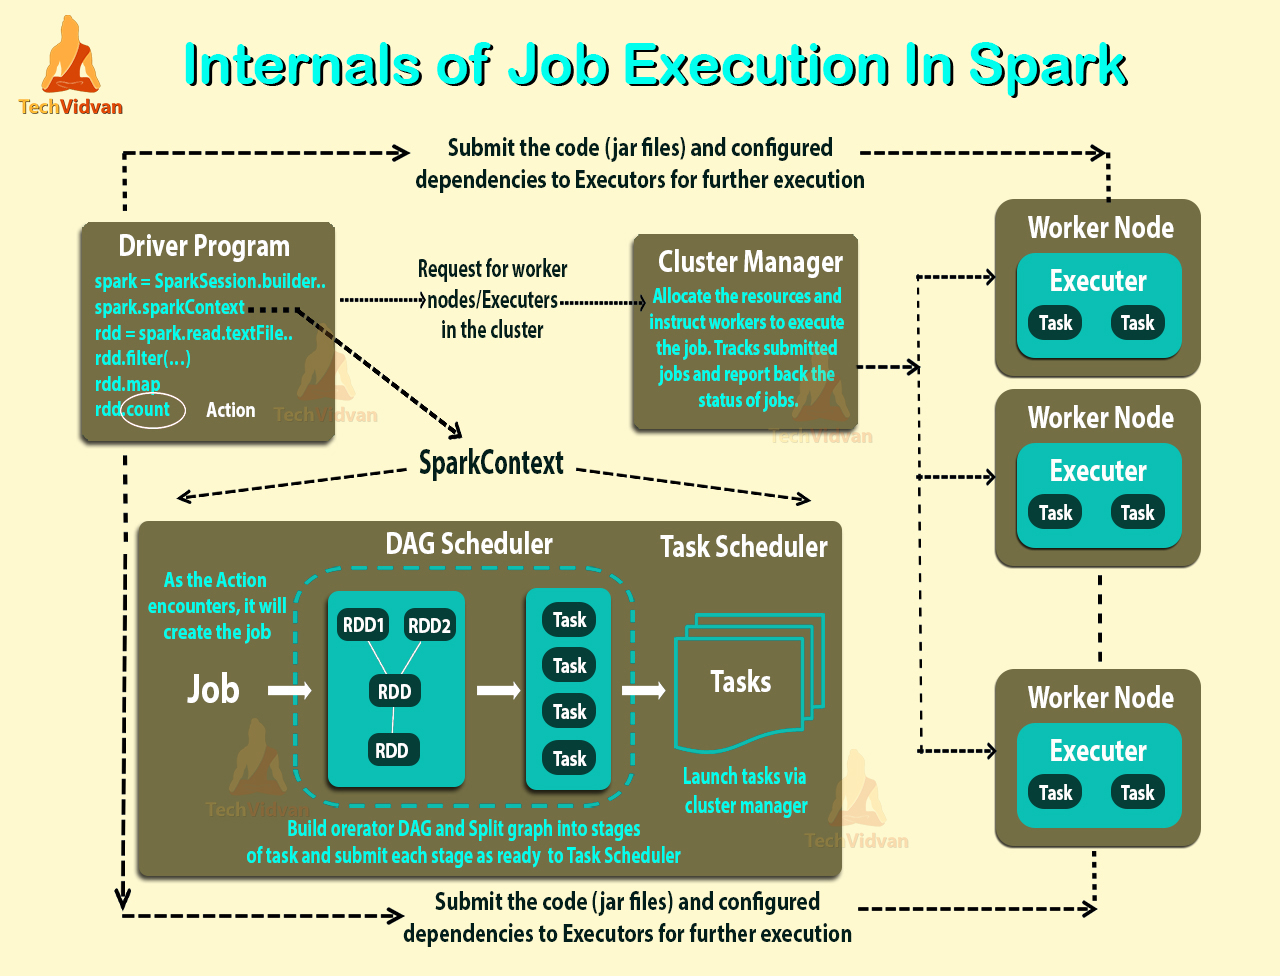 TechVidvan
Internals of Job Execution In Spark
Submit the code (jar files) and configured
dependencies to Executors for further execution
Driver Program
spark = SparkSession.builder..
spark.sparkContext
rdd = spark.read.textFile..
rdd.filter(...)
rdd.map
rdd.count
Action
TechVidvan
Request for worker
nodes/Executers
in the cluster
Cluster Manager
Allocate the resources and
instruct workers to execute
the job. Tracks submitted
jobs and report back the
status of jobs.
TechVidvan
Worker Node
Executer
Task
Task
Worker Node
Executer
Task
Task
Worker Node
Executer
Task
Task
SparkContext
DAG Scheduler
Task Scheduler
As the Action
encounters, it will
create the job
Job
RDD1
RDD2
RDD
RDD
Task
Task
Task
Task
Tasks
Launch tasks via
cluster manager
TechVidvan
TechVidvan
Build orerator DAG and Split graph into stages
of task and submit each stage as ready to Task Scheduler
Submit the code (jar files) and configured
dependencies to Executors for further execution